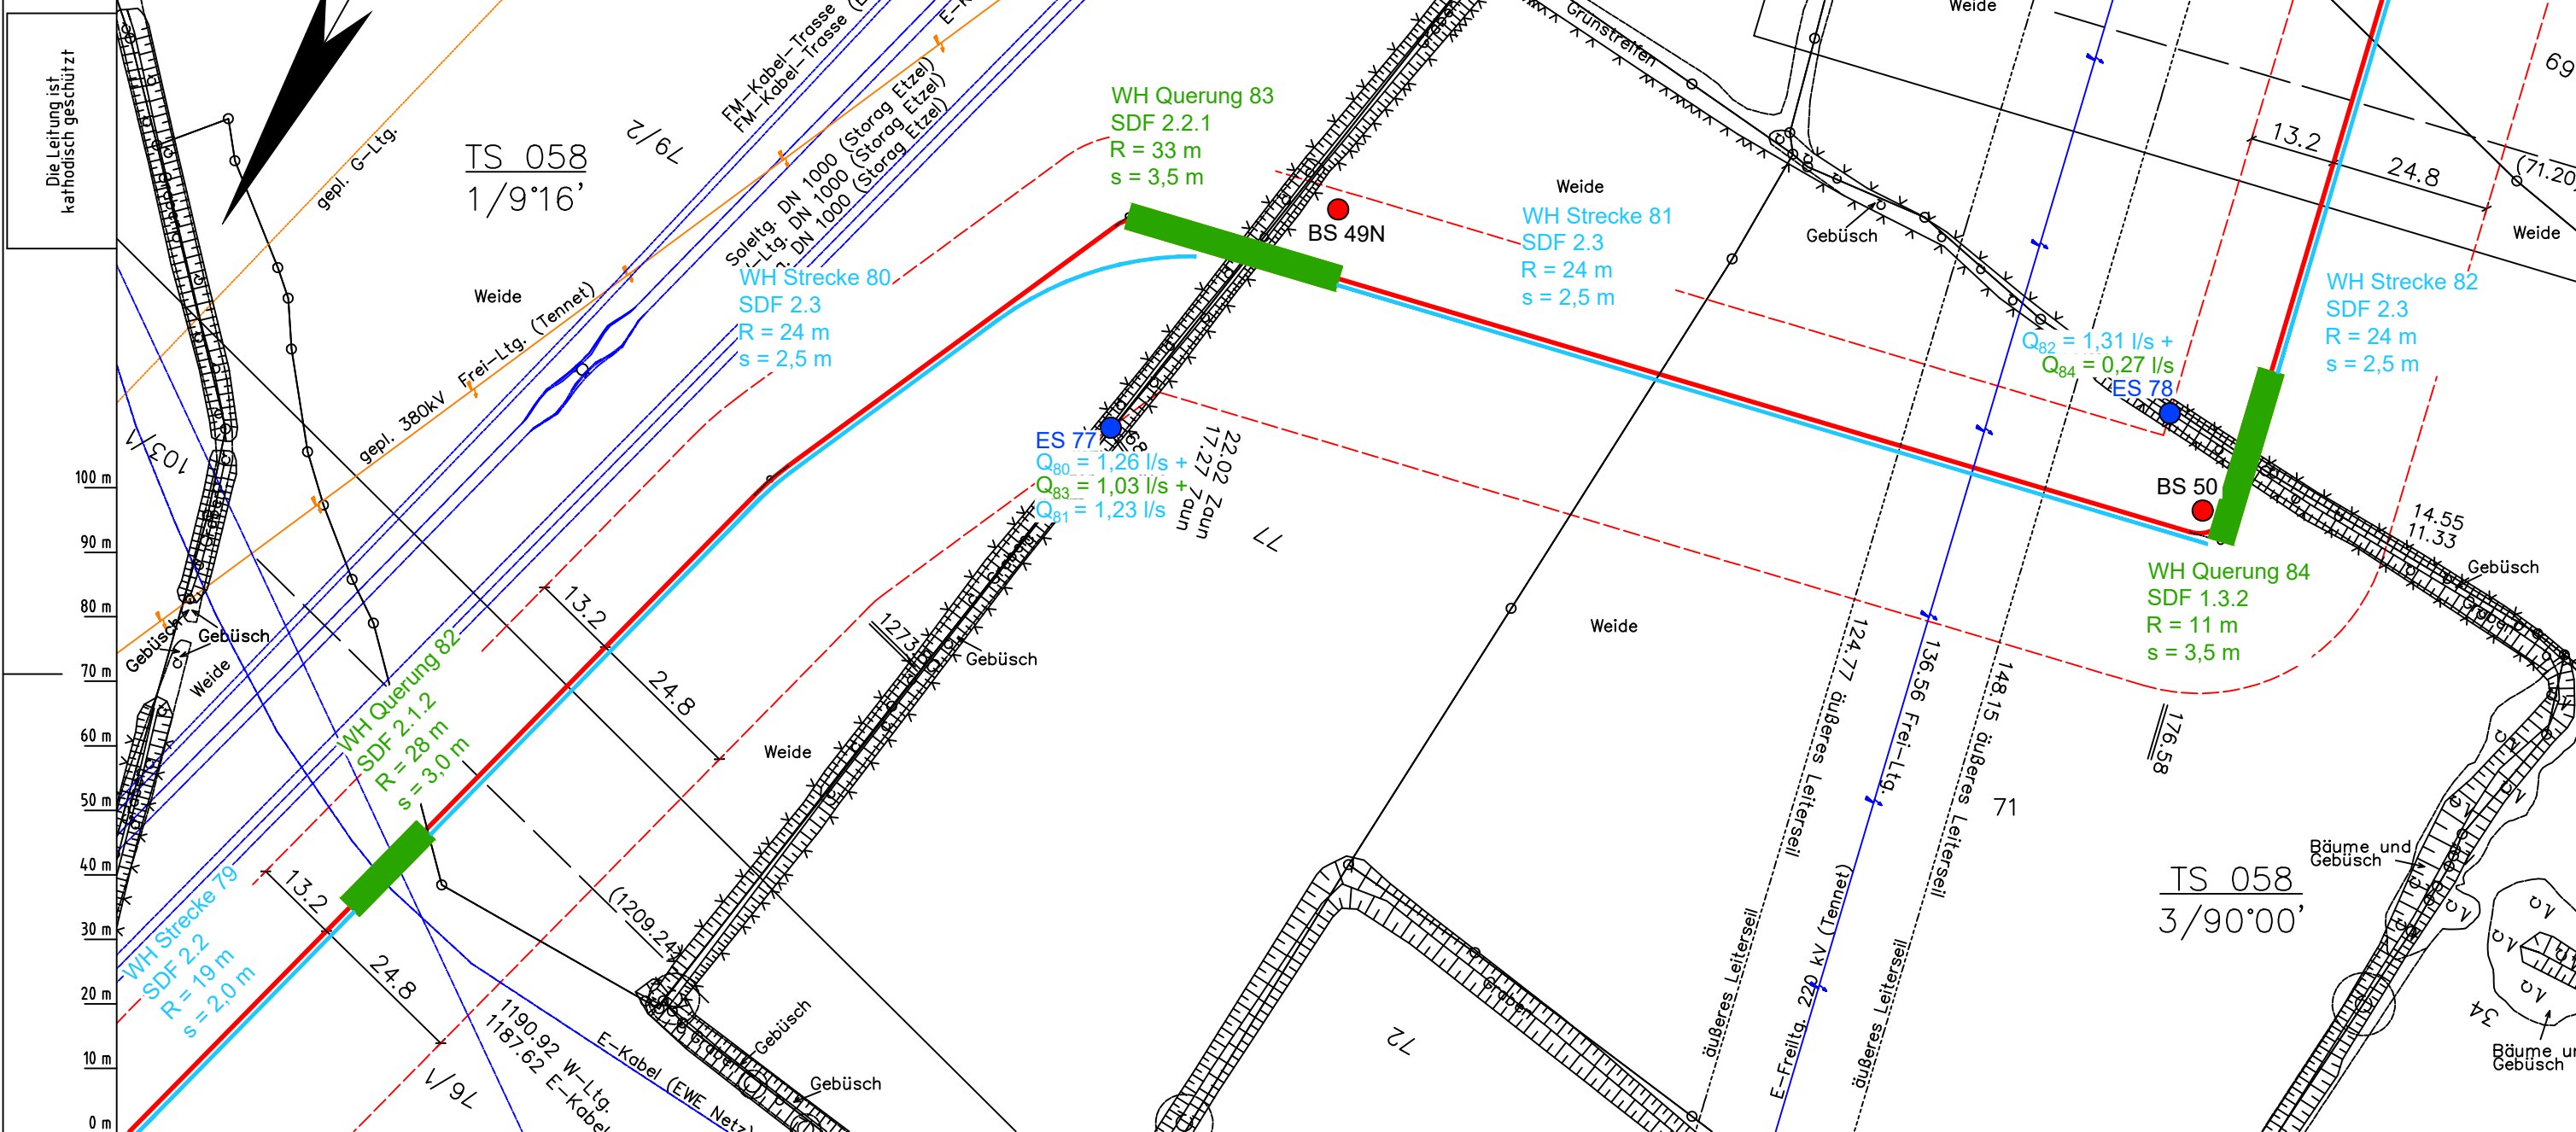 Die Leitung ist
kathodisch geschützt
TS 058
1/9°16'
gepl. G-Ltg.
79/2
103/1
FM-Kabel-Trasse
FM-Kabel-Trasse
Soleltg. DN 1000 (Storag Etzel)
-Ltg. DN 1000 (Storag Etzel)
DN 1000 (Storag Etzel)
Weide
gepl. 380kV Frei-Ltg. (Tennet)
WH Strecke 80
SDF 2.3
R = 24 m
s = 2,5 m
WH Querung 83
SDF 2.2.1
R = 33 m
s = 3,5 m
BS 49N
Grünstreifen
Weide
WH Strecke 81
SDF 2.3
R = 24 m
s = 2,5 m
Weide
Gebüsch
13.2
24.8
69
(71.20)
Weide
WH Strecke 82
SDF 2.3
R = 24 m
s = 2,5 m
Q82 = 1,31 l/s +
Q84 = 0,27 l/s
ES 78
BS 50
WH Querung 84
SDF 1.3.2
R = 11 m
s = 3,5 m
14.55
11.33
Gebüsch
Graben
ES 77
Q80 = 1,26 l/s +
Q83 = 1,03 l/s +
Q81 = 1,23 l/s
22.02 Zaun
17.27 Zaun
77
Weide
100 m
90 m
80 m
70 m
60 m
50 m
40 m
30 m
20 m
10 m
0 m
Gebüsch
Gebüsch
Weide
WH Querung 82
SDF 2.1.2
R = 28 m
s = 3,0 m
13.2
24.8
Gebüsch
Weide
WH Strecke 79
SDF 2.2
R = 19 m
s = 2,0 m
13.2
24.8
(1209.24)
1190.92 W-Ltg.
1187.62 E-Kabel
E-Kabel (EWE Netz)
76/1
Graben
Gebüsch
Gebüsch
72
Graben
124.77 äußeres Leiterseil
136.56 Frei-Ltg.
148.15 äußeres Leiterseil
äußeres Leiterseil
E-Freiltg. 220 kV (Tennet)
äußeres Leiterseil
71
176.58
TS 058
3/90°00'
Bäume und
Gebüsch
34
Bäume un
Gebüsch